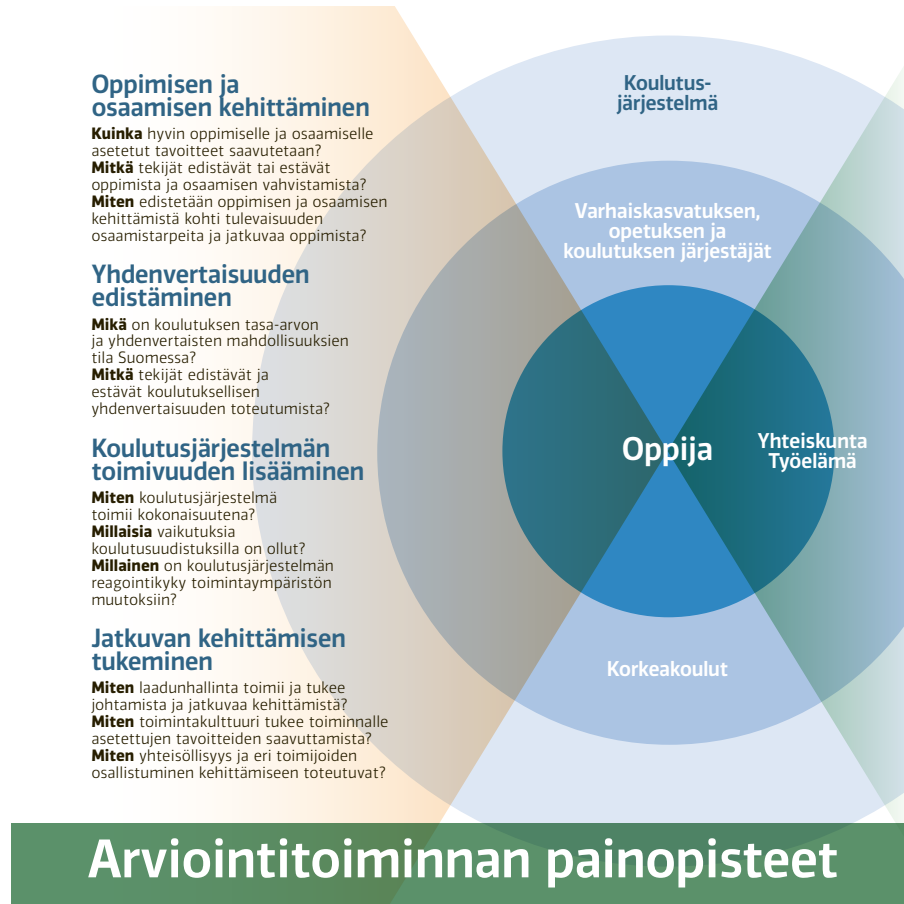 Oppimisen ja
osaamisen kehittäminen
Kuinka hyvin oppimiselle ja osaamiselle
asetetut tavoitteet saavutetaan?
Mitkä tekijät edistävät tai estävät
oppimista ja osaamisen vahvistamista?
Miten edistetään oppimisen ja osaamisen
kehittämistä kohti tulevaisuuden
osaamistarpeita ja jatkuvaa oppimista?
Yhdenvertaisuuden
edistäminen
Mikä on koulutuksen tasa-arvon
ja yhdenvertaisten mahdollisuuksien
tila Suomessa?
Mitkä tekijät edistävät ja
estävät koulutuksellisen
yhdenvertaisuuden toteutumista?
Koulutusjärjestelmän
toimivuuden lisääminen
Miten koulutusjärjestelmä
toimii kokonaisuutena?
Millaisia vaikutuksia
koulutusuudistuksilla on ollut?
Millainen on koulutusjärjestelmän
reagointikyky toimintaympäristön
muutoksiin?
Jatkuvan kehittämisen
tukeminen
Miten laadunhallinta toimii ja tukee
johtamista ja jatkuvaa kehittämistä?
Miten toimintakulttuuri tukee toiminnalle
asetettujen tavoitteiden saavuttamista?
Miten yhteisöllisyys ja eri toimijoiden
osallistuminen kehittämiseen toteutuvat?
Koulutus-
järjestelmä
Varhaiskasvatuksen,
opetuksen ja
koulutuksen järjestäjät
Oppija
Yhteiskunta
Työelämä
Korkeakoulut
Arviointitoiminnan painopisteet